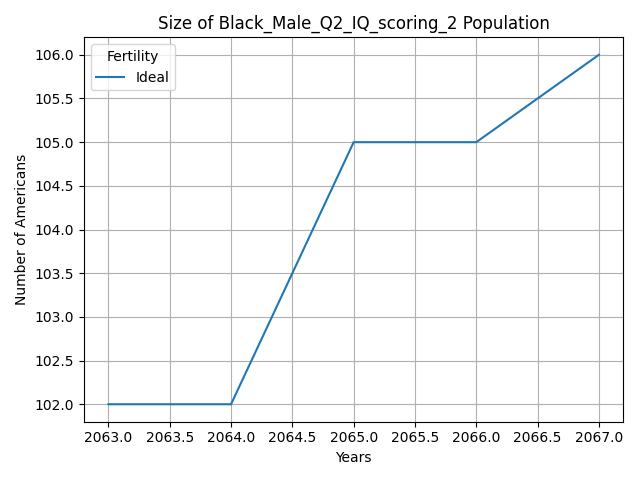 Size of Black_Male_Q2_IQ_scoring_2 Population
Fertility
Ideal
106.0
105.5
105.0
104.5
104.0
103.5
103.0
102.5
102.0
Number of Americans
2063.0 2063.5 2064.0 2064.5 2065.0 2065.5 2066.0 2066.5 2067.0
Years